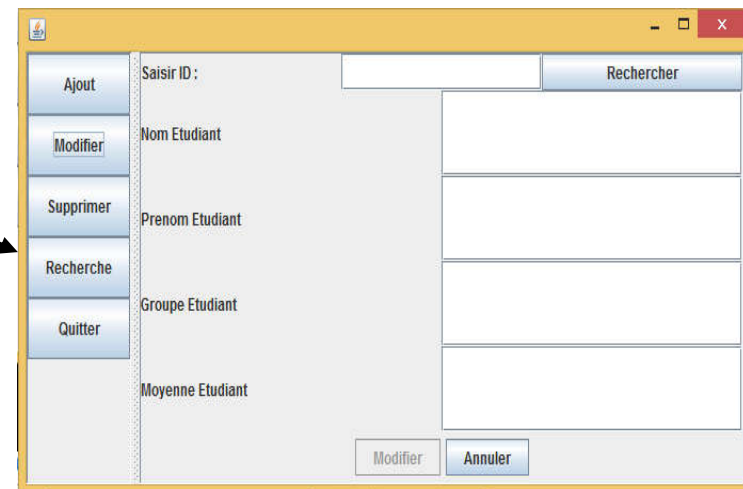 Ajout
Modifier
Supprimer
Recherche
Quitter
Saisir ID :
Rechercher
Nom Etudiant
Prenom Etudiant
Groupe Etudiant
Moyenne Etudiant
Modifier
Annuler